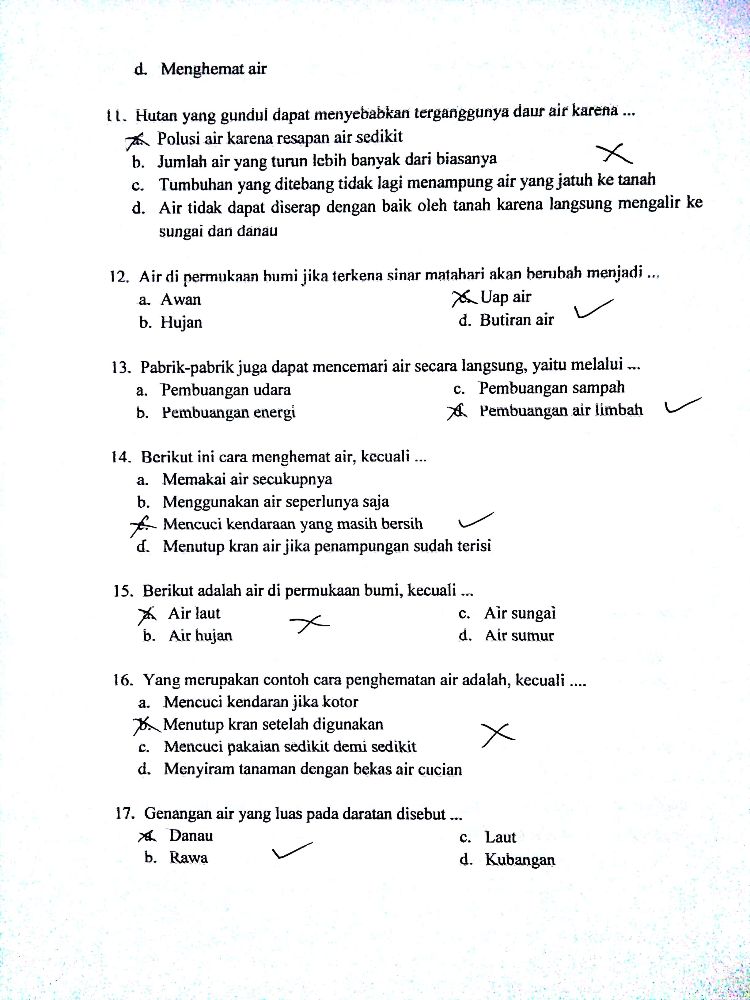 d. Menghemat air
11. Hutan yang gundul dapat menyebabkan terganggunya daur air karena ...
a. Polusi air karena resapan air sedikit
b. Jumlah air yang turun lebih banyak dari biasanya
c. Tumbuhan yang ditebang tidak lagi menampung air yang jatuh ke tanah
d. Air tidak dapat diserap dengan baik oleh tanah karena langsung mengalir ke
sungai dan danau
12. Air di permukaan bumi jika terkena sinar matahari akan berubah menjadi ...
a. Awan
b. Hujan
c. Uap air
d. Butiran air
13. Pabrik-pabrik juga dapat mencemari air secara langsung, yaitu melalui ...
a. Pembuangan udara
b. Pembuangan energi
c. Pembuangan sampah
d. Pembuangan air limbah
14. Berikut ini cara menghemat air, kecuali ...
a. Memakai air secukupnya
b. Menggunakan air seperlunya saja
c. Mencuci kendaraan yang masih bersih
d. Menutup kran air jika penampungan sudah terisi
15. Berikut adalah air di permukaan bumi, kecuali ...
a. Air laut
b. Air hujan
c. Air sungai
d. Air sumur
16. Yang merupakan contoh cara penghematan air adalah, kecuali ....
a. Mencuci kendaran jika kotor
b. Menutup kran setelah digunakan
c. Mencuci pakaian sedikit demi sedikit
d. Menyiram tanaman dengan bekas air cucian
17. Genangan air yang luas pada daratan disebut ...
a. Danau
b. Rawa
c. Laut
d. Kubangan